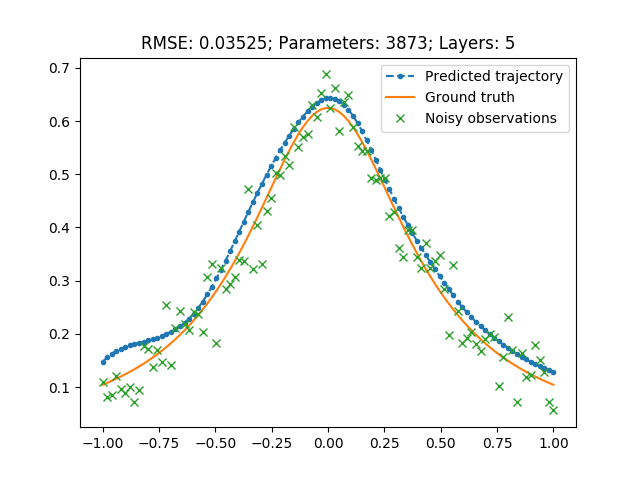 RMSE: 0.03525; Parameters: 3873; Layers: 5
Predicted trajectory
Ground truth
Noisy observations
0.7
0.6
0.5
0.4
0.3
0.2
0.1
−1.00 −0.75 −0.50 −0.25 0.00 0.25 0.50 0.75 1.00